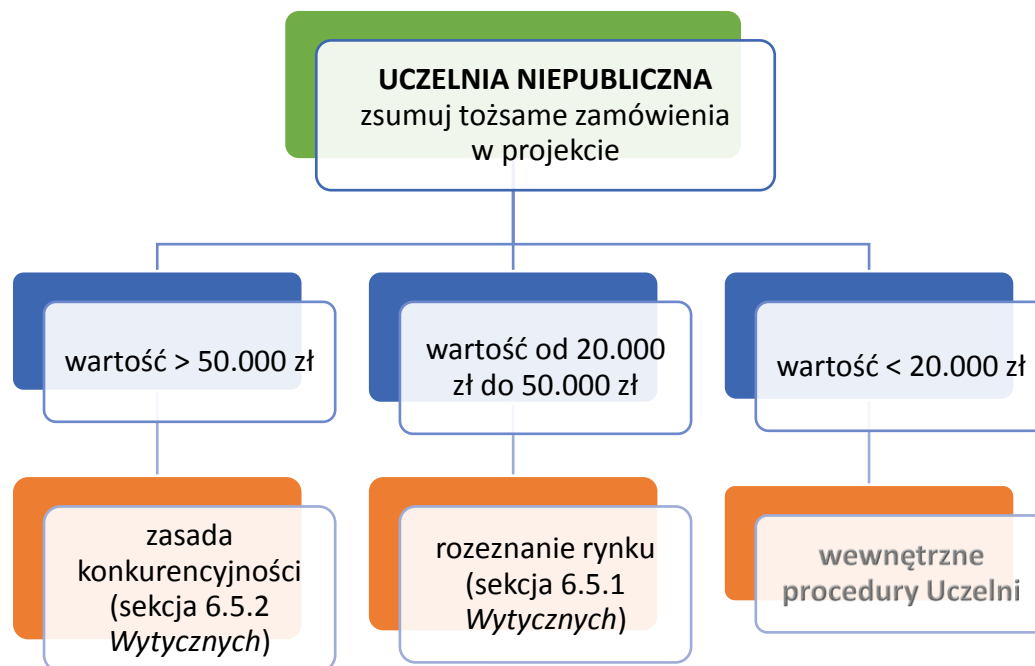 UCZELNIA NIEPUBLICZNA
zsumuj tożsame zamówienia
w projekcie
wartość > 50.000 zł
wartość od 20.000
zł do 50.000 zł
wartość < 20.000 zł
zasada
konkurencyjności
(sekcja 6.5.2
Wytycznych)
rozeznanie rynku
(sekcja 6.5.1
Wytycznych)
wewnętrzne
procedury Uczelni